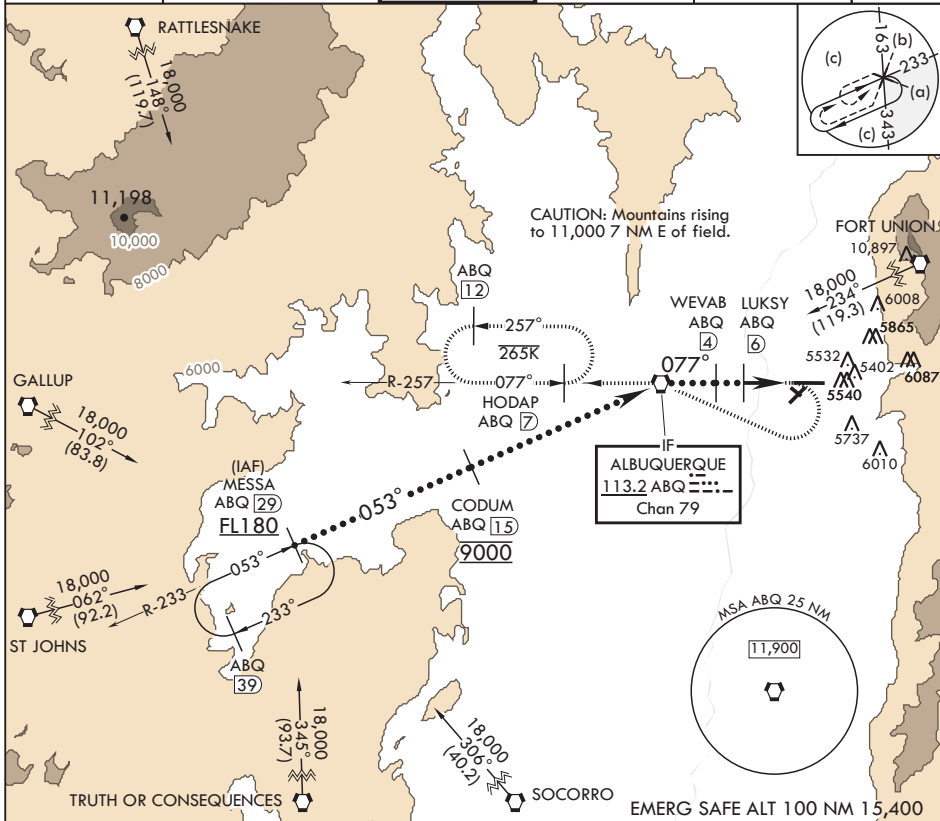 RATTLESNAKE
18,000
148°
(119.7)
163
(b)
(c)
233
(a)
343
(c)
11,198
10,000
8000
CAUTION: Mountains rising
to 11,000 7 NM E of field.
FORT UNION
10,897
18,000
234°
(119.3)
6008
5865
5532
5402
6087
5540
5737
6010
ABQ
12
257°
265K
R-257
077°
HODAP
ABQ 7
WEVAB
ABQ
4
LUKSY
ABQ
6
077°
6000
GALLUP
18,000
102°
(83.8)
(IAF)
MESSA
ABQ 29
FL180
053°
CODUM
ABQ 15
9000
IF
ALBUQUERQUE
113.2 ABQ
Chan 79
18,000
062°
(92.2)
ST JOHNS
R-233
053°
233°
ABQ
39
MSA ABQ 25 NM
11,900
18,000
345°
(93.7)
TRUTH OR CONSEQUENCES
18,000
306°
(40.2)
SOCORRO
EMERG SAFE ALT 100 NM 15,400